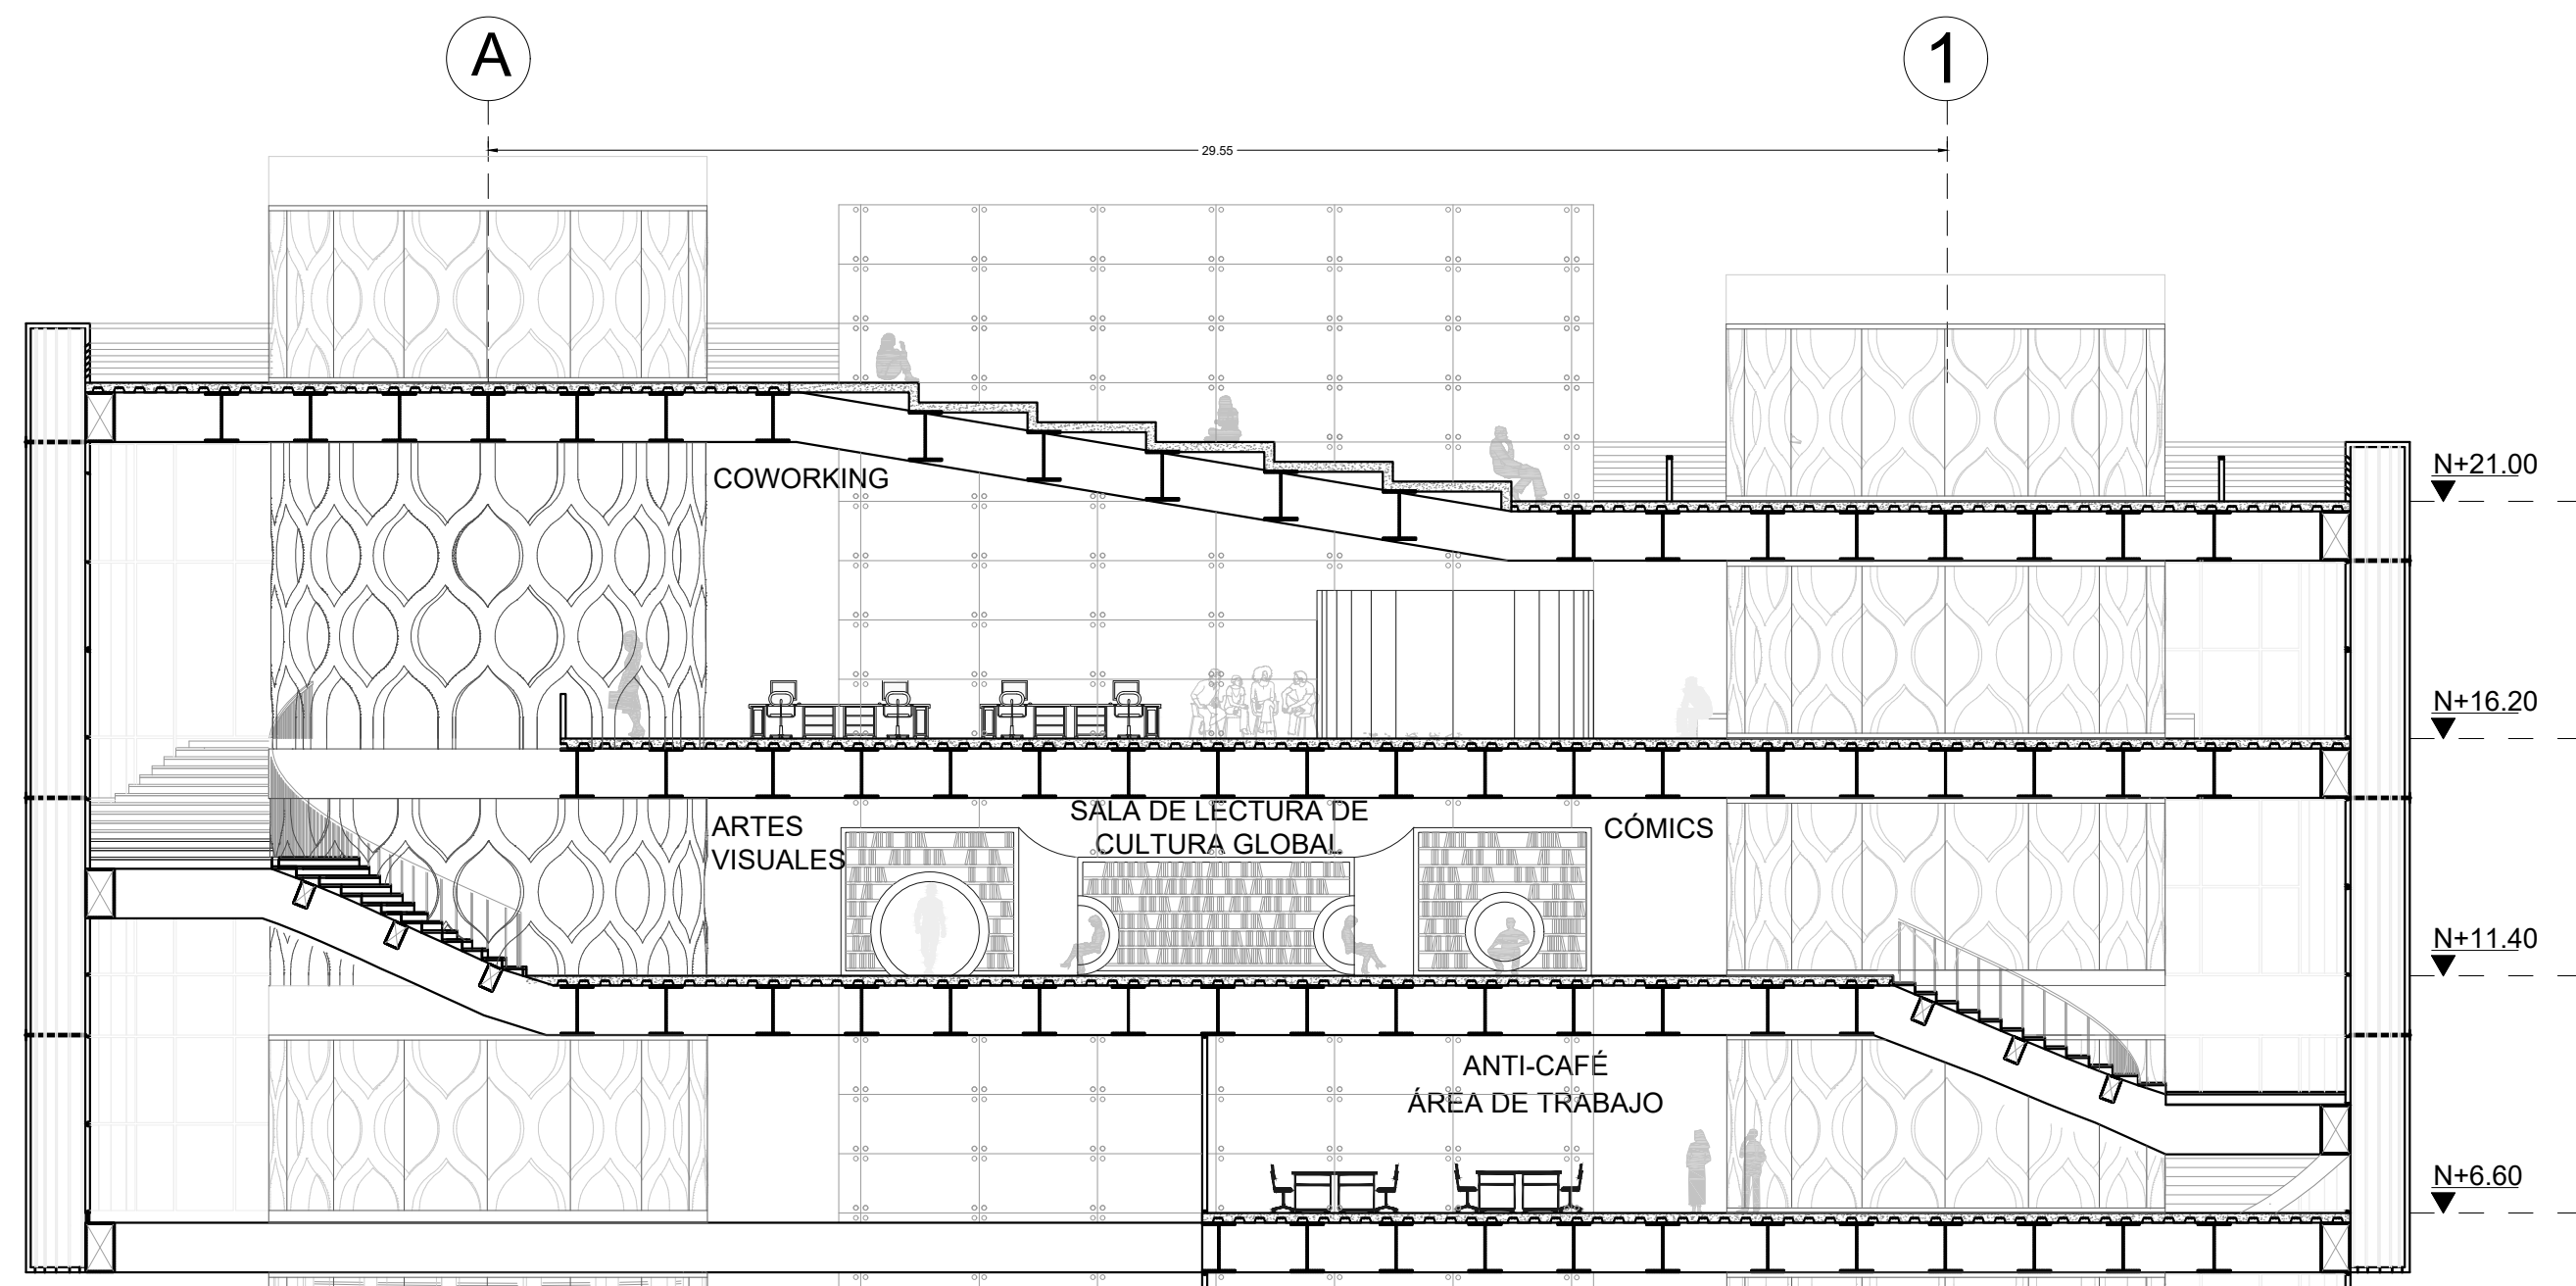 A
1
29.55
COWORKING
N+21.00
N+16.20
ARTES
VISUALES
SALA DE LECTURA DE
CULTURA GLOBAL
CÓMICS
N+11.40
ANTI-CAFÉ
ÁREA DE TRABAJO
N+6.60